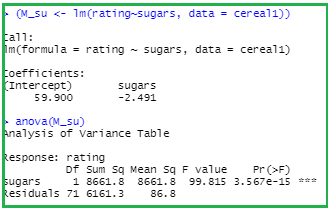 > (M_su <- lm(rating~sugars, data = cereal1))
Call:
lm(formula = rating ~ sugars, data = cereal1)
Coefficients:
(Intercept) sugars
59.900 -2.491
> anova(M_su)
Analysis of Variance Table
Response: rating
Df Sum Sq Mean Sq F value Pr(>F)
sugars 1 8661.8 8661.8 99.815 3.567e-15 ***
Residuals 71 6161.3 86.8